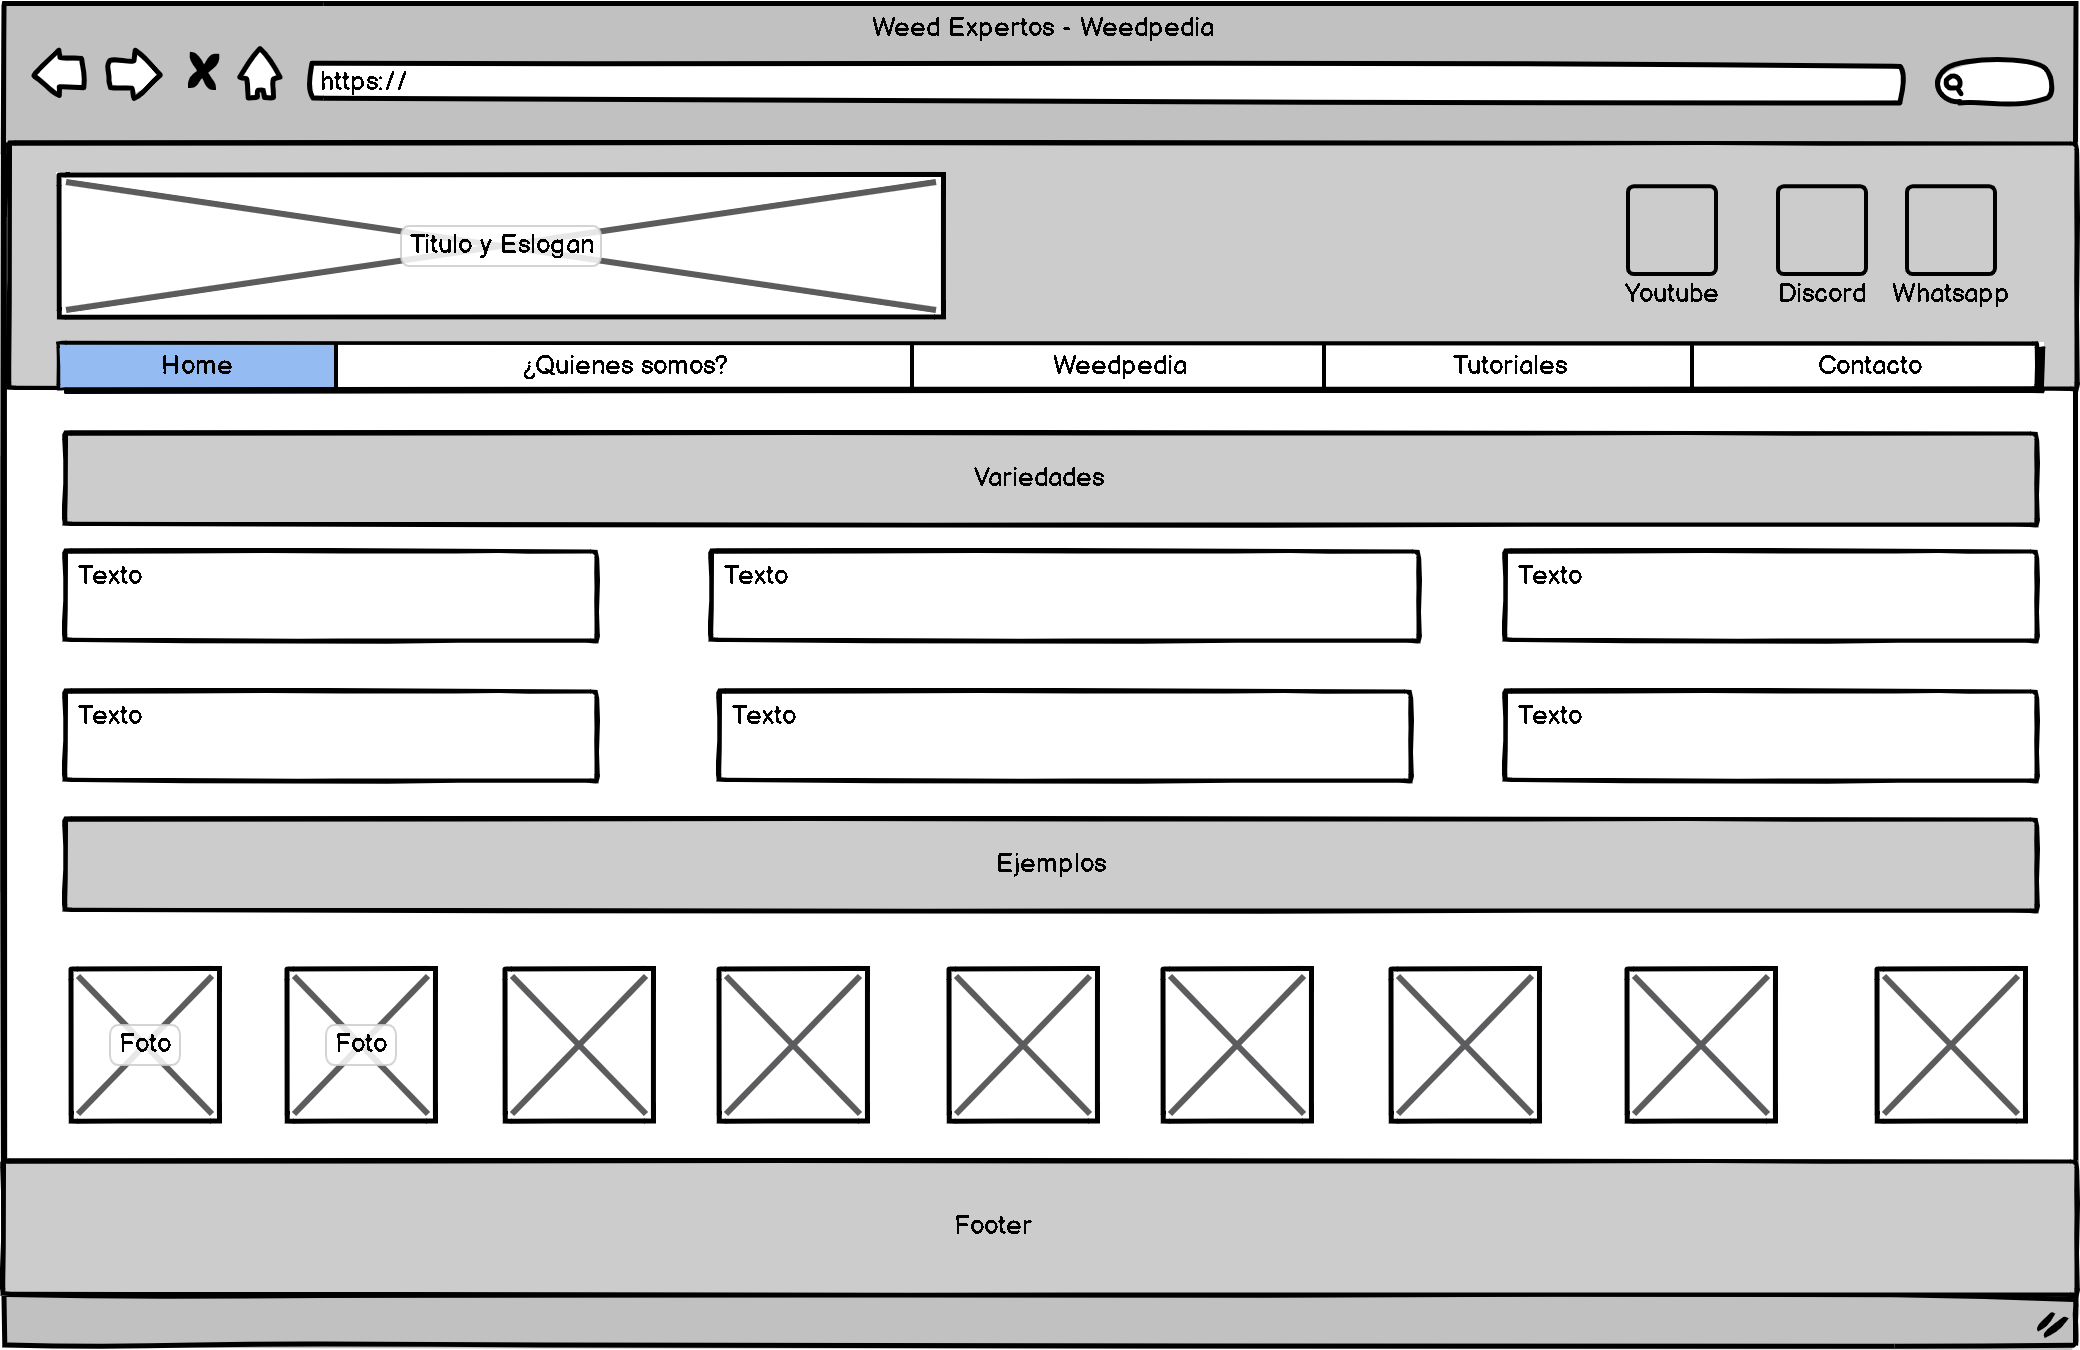 Weed Expertos - Weedpedia
https://
Titulo y Eslogan
Youtube
Discord
Whatsapp
Home
¿Quienes somos?
Weedpedia
Tutoriales
Contacto
Variedades
Texto
Texto
Texto
Texto
Texto
Texto
Ejemplos
Foto
Foto
Footer